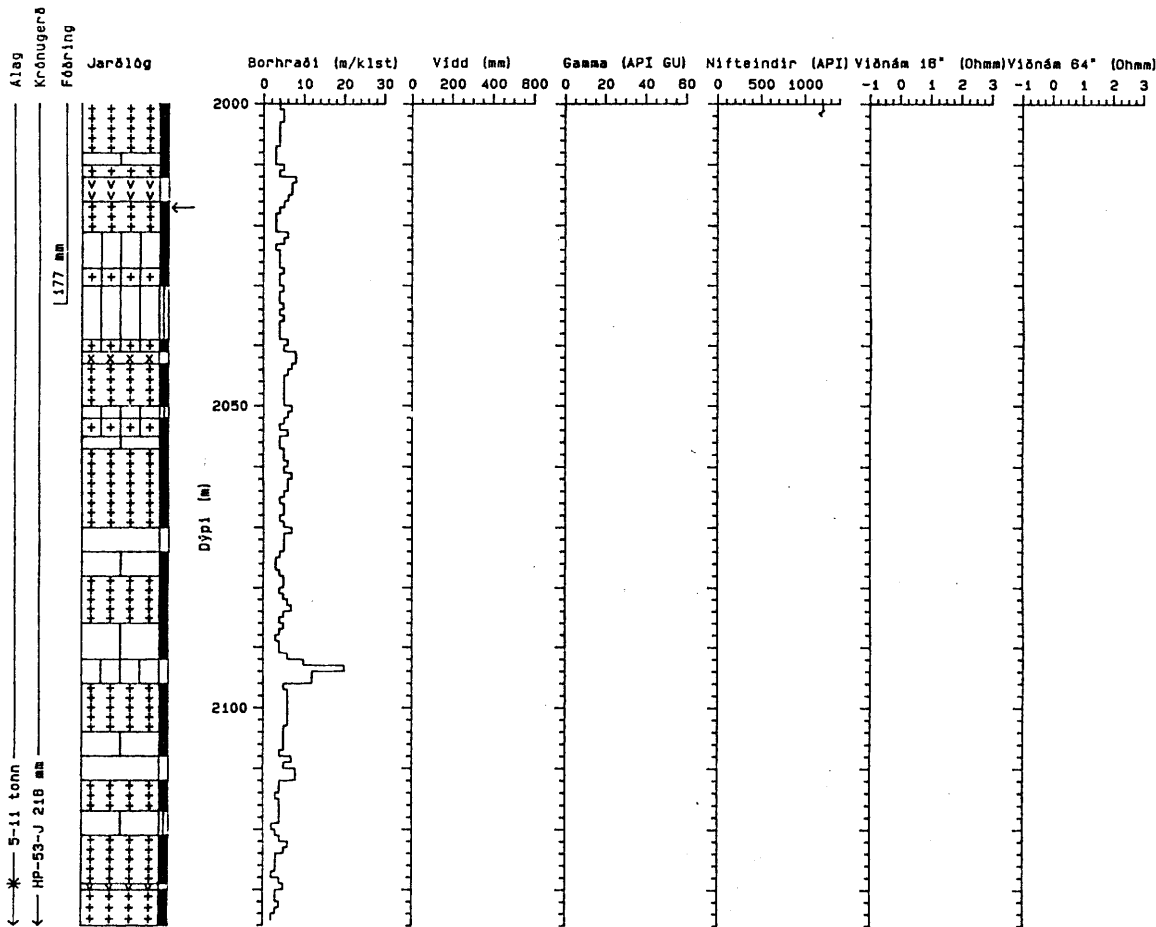 Álag
Krónugerð
Fóðring
Jarðlög
Borhraði (m/klst)
Vídd (mm)
Gamma (API GU)
Nifteindir (API)
Viðnám 16" (Ohmm)
Viðnám 64" (Ohmm)
0 10 20 30
0 200 400 600 800
0 20 40 60
0 500 1000
-1 0 1 2 3
-1 0 1 2 3
2000
2050
2100
Dýpi (m)
177 mm
5-11 tonn
HP-53-J 216 mm